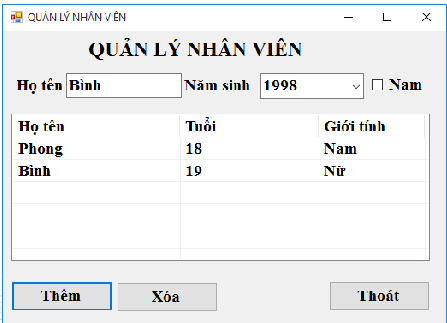 QUẢN LÝ NHÂN VIÊN
QUẢN LÝ NHÂN VIÊN
Họ tên Bình Năm sinh 1998 Nam
Họ tên Tuổi Giới tính
Phong 18 Nam
Bình 19 Nữ
Thêm Xóa Thoát